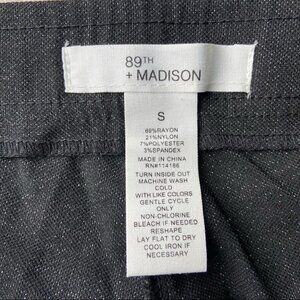 89TH
+ MADISON
S
69%RAYON
21%NYLON
7%POLYESTER
3%SPANDEX
MADE IN CHINA
RN#114186
TURN INSIDE OUT
MACHINE WASH
COLD
WITH LIKE COLORS
GENTLE CYCLE
ONLY
NON-CHLORINE
BLEACH IF NEEDED
RESHAPE
LAY FLAT TO DRY
COOL IRON IF
NECESSARY